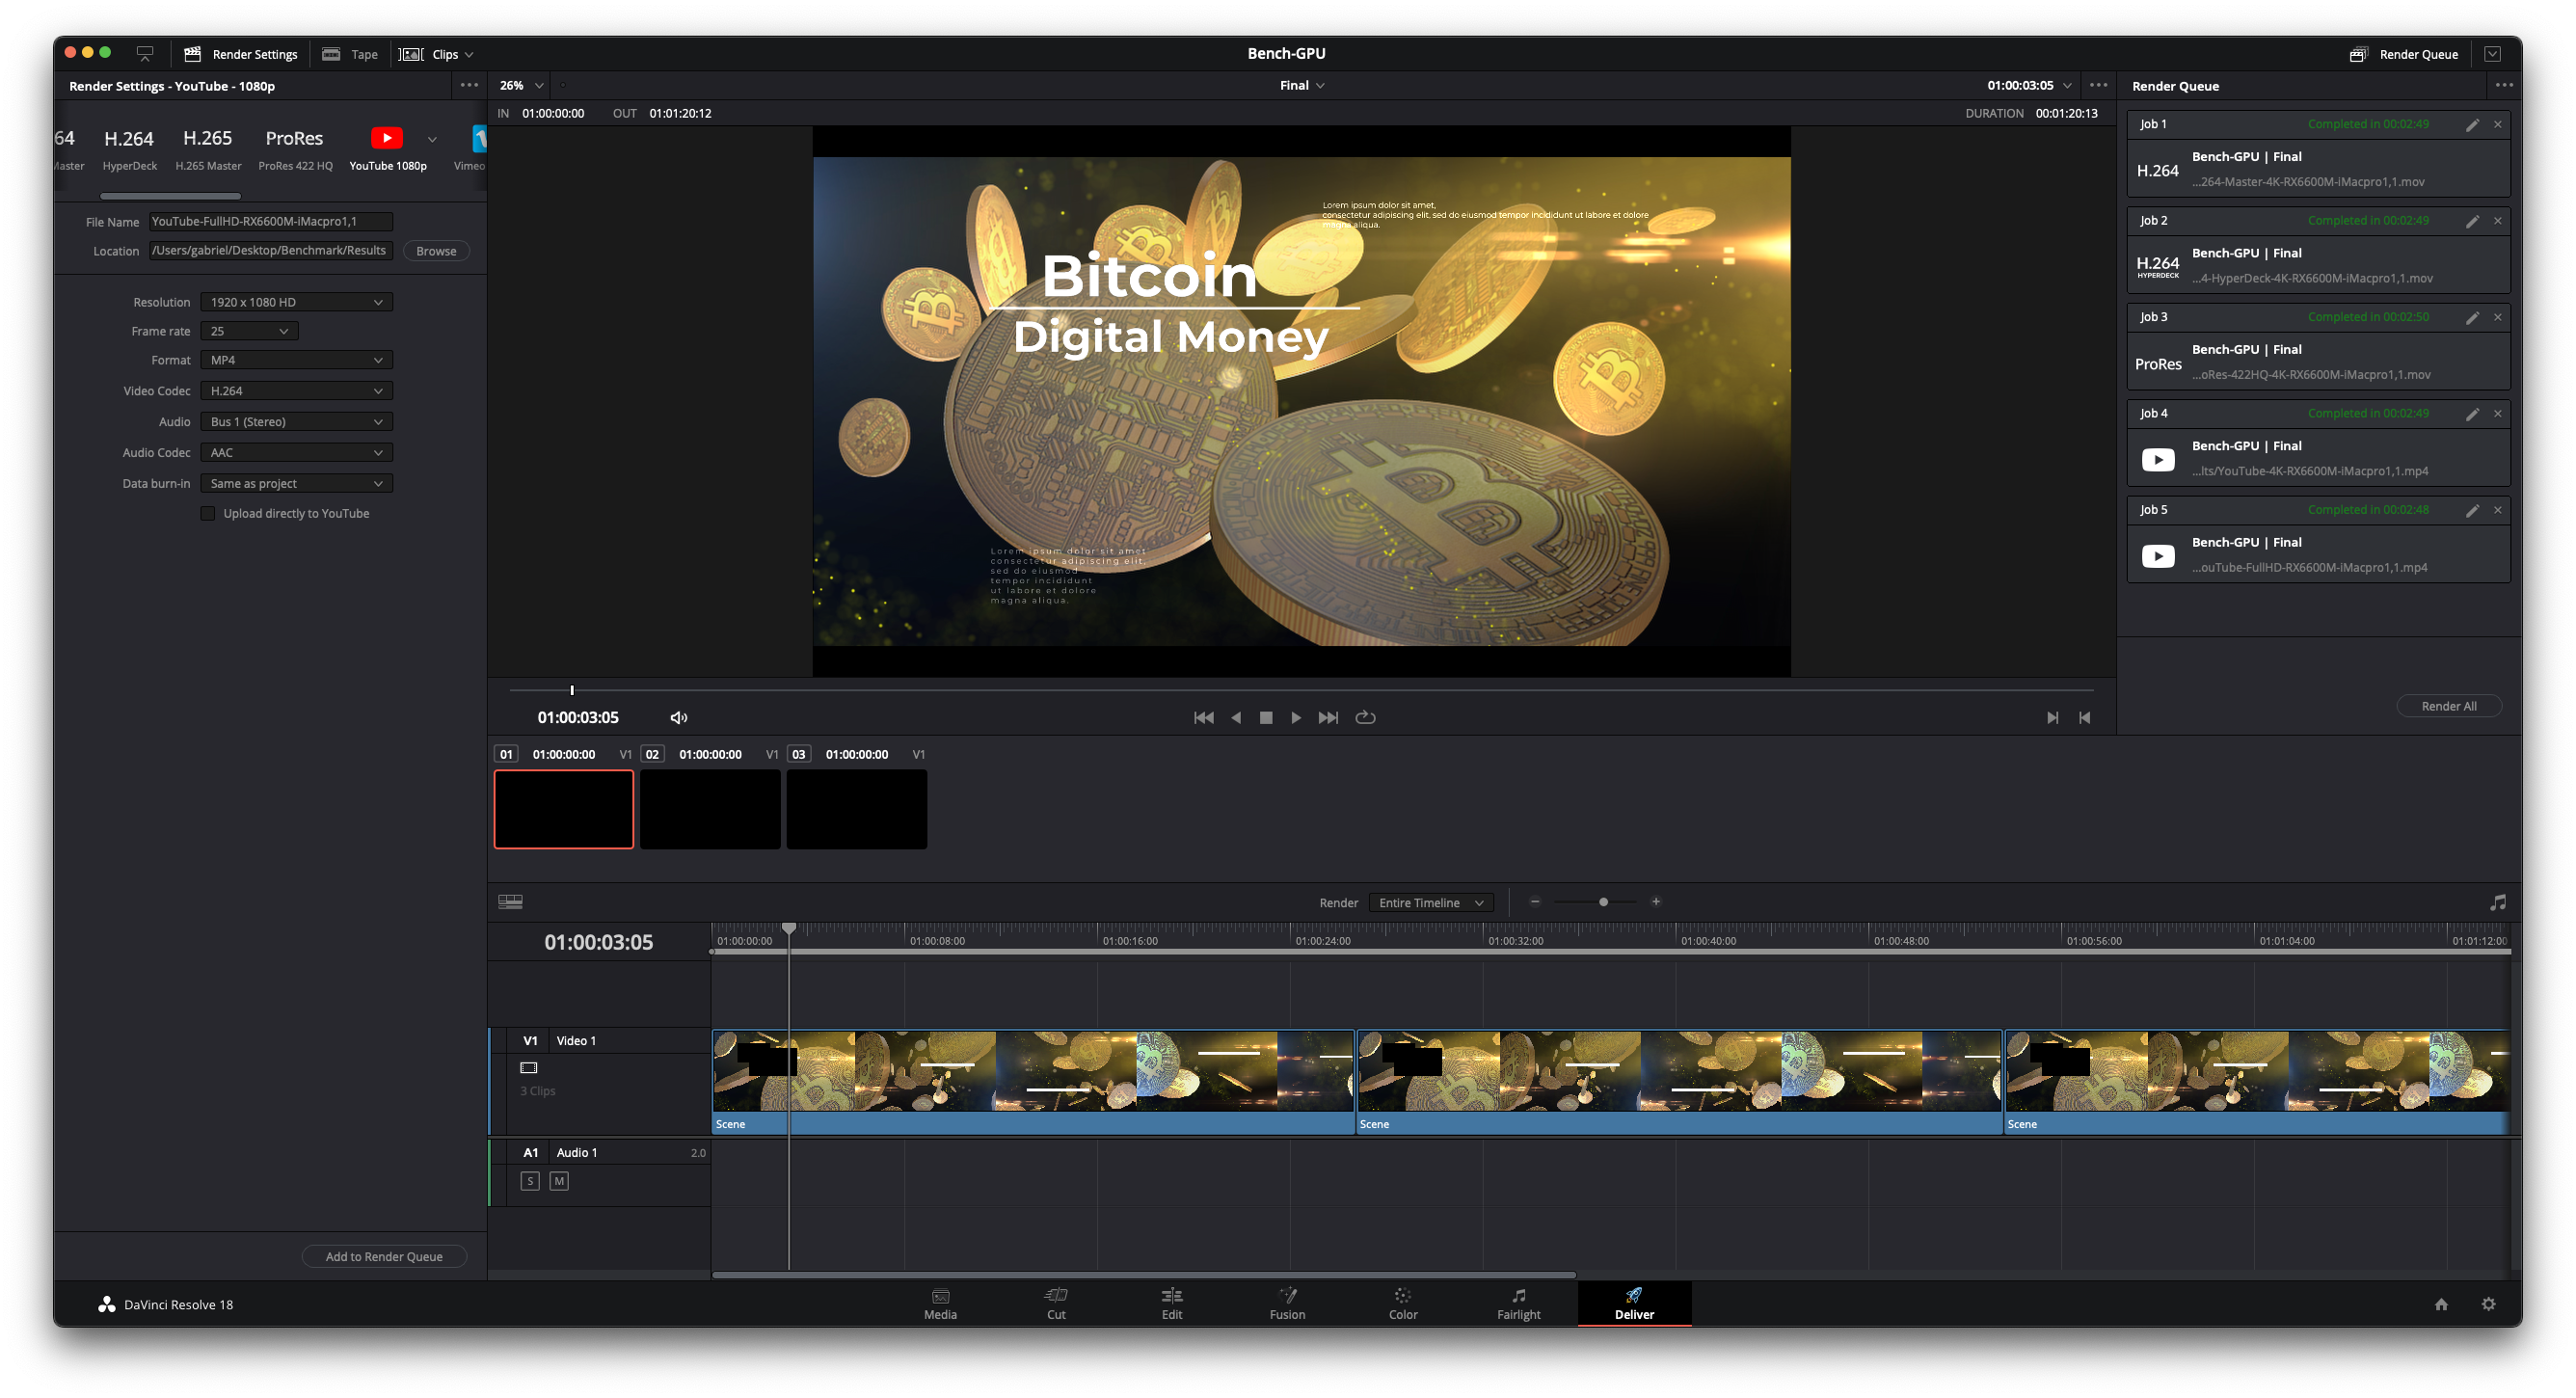 Render Settings
Tape
Clips
Bench-GPU
Render Queue
Render Settings - YouTube - 1080p
26%
Final
01:00:03:05
Render Queue
IN 01:00:00:00 OUT 01:01:20:12
DURATION 00:01:20:13
64 H.264 H.265 ProRes
HyperDeck H.265 Master ProRes 422 HQ YouTube 1080p Vimeo
File Name YouTube-FullHD-RX6600M-iMacpro1,1
Location /Users/gabriel/Desktop/Benchmark/Results Browse
Resolution 1920 x 1080 HD
Frame rate 25
Format MP4
Video Codec H.264
Audio Bus 1 (Stereo)
Audio Codec AAC
Data burn-in Same as project
Upload directly to YouTube
Add to Render Queue
Lorem ipsum dolor sit amet,
consectetur adipiscing elit, sed do eiusmod tempor incididunt ut labore et dolore
magna aliqua.
Bitcoin
Digital Money
Lorem ipsum dolor sit amet
consectetur adipiscing elit,
sed do eiusmod
tempor incididunt
ut labore et dolore
magna aliqua.
Job 1 Completed in 00:02:49
H.264
Bench-GPU | Final
...264-Master-4K-RX6600M-iMacpro1,1.mov
Job 2 Completed in 00:02:49
H.264
HYPERDECK
Bench-GPU | Final
...4-HyperDeck-4K-RX6600M-iMacpro1,1.mov
Job 3 Completed in 00:02:50
ProRes
Bench-GPU | Final
...oRes-422HQ-4K-RX6600M-iMacpro1,1.mov
Job 4 Completed in 00:02:49
Bench-GPU | Final
...lts/YouTube-4K-RX6600M-iMacpro1,1.mp4
Job 5 Completed in 00:02:48
Bench-GPU | Final
...ouTube-FullHD-RX6600M-iMacpro1,1.mp4
Render All
01:00:03:05
01 01:00:00:00 V1 02 01:00:00:00 V1 03 01:00:00:00 V1
Render Entire Timeline
01:00:03:05
01:00:00:00 01:00:08:00 01:00:16:00 01:00:24:00 01:00:32:00 01:00:40:00 01:00:48:00 01:00:56:00 01:01:04:00 01:01:12:00
V1 Video 1
3 Clips
Scene Scene Scene
A1 Audio 1 2.0
S M
DaVinci Resolve 18
Media Cut Edit Fusion Color Fairlight Deliver